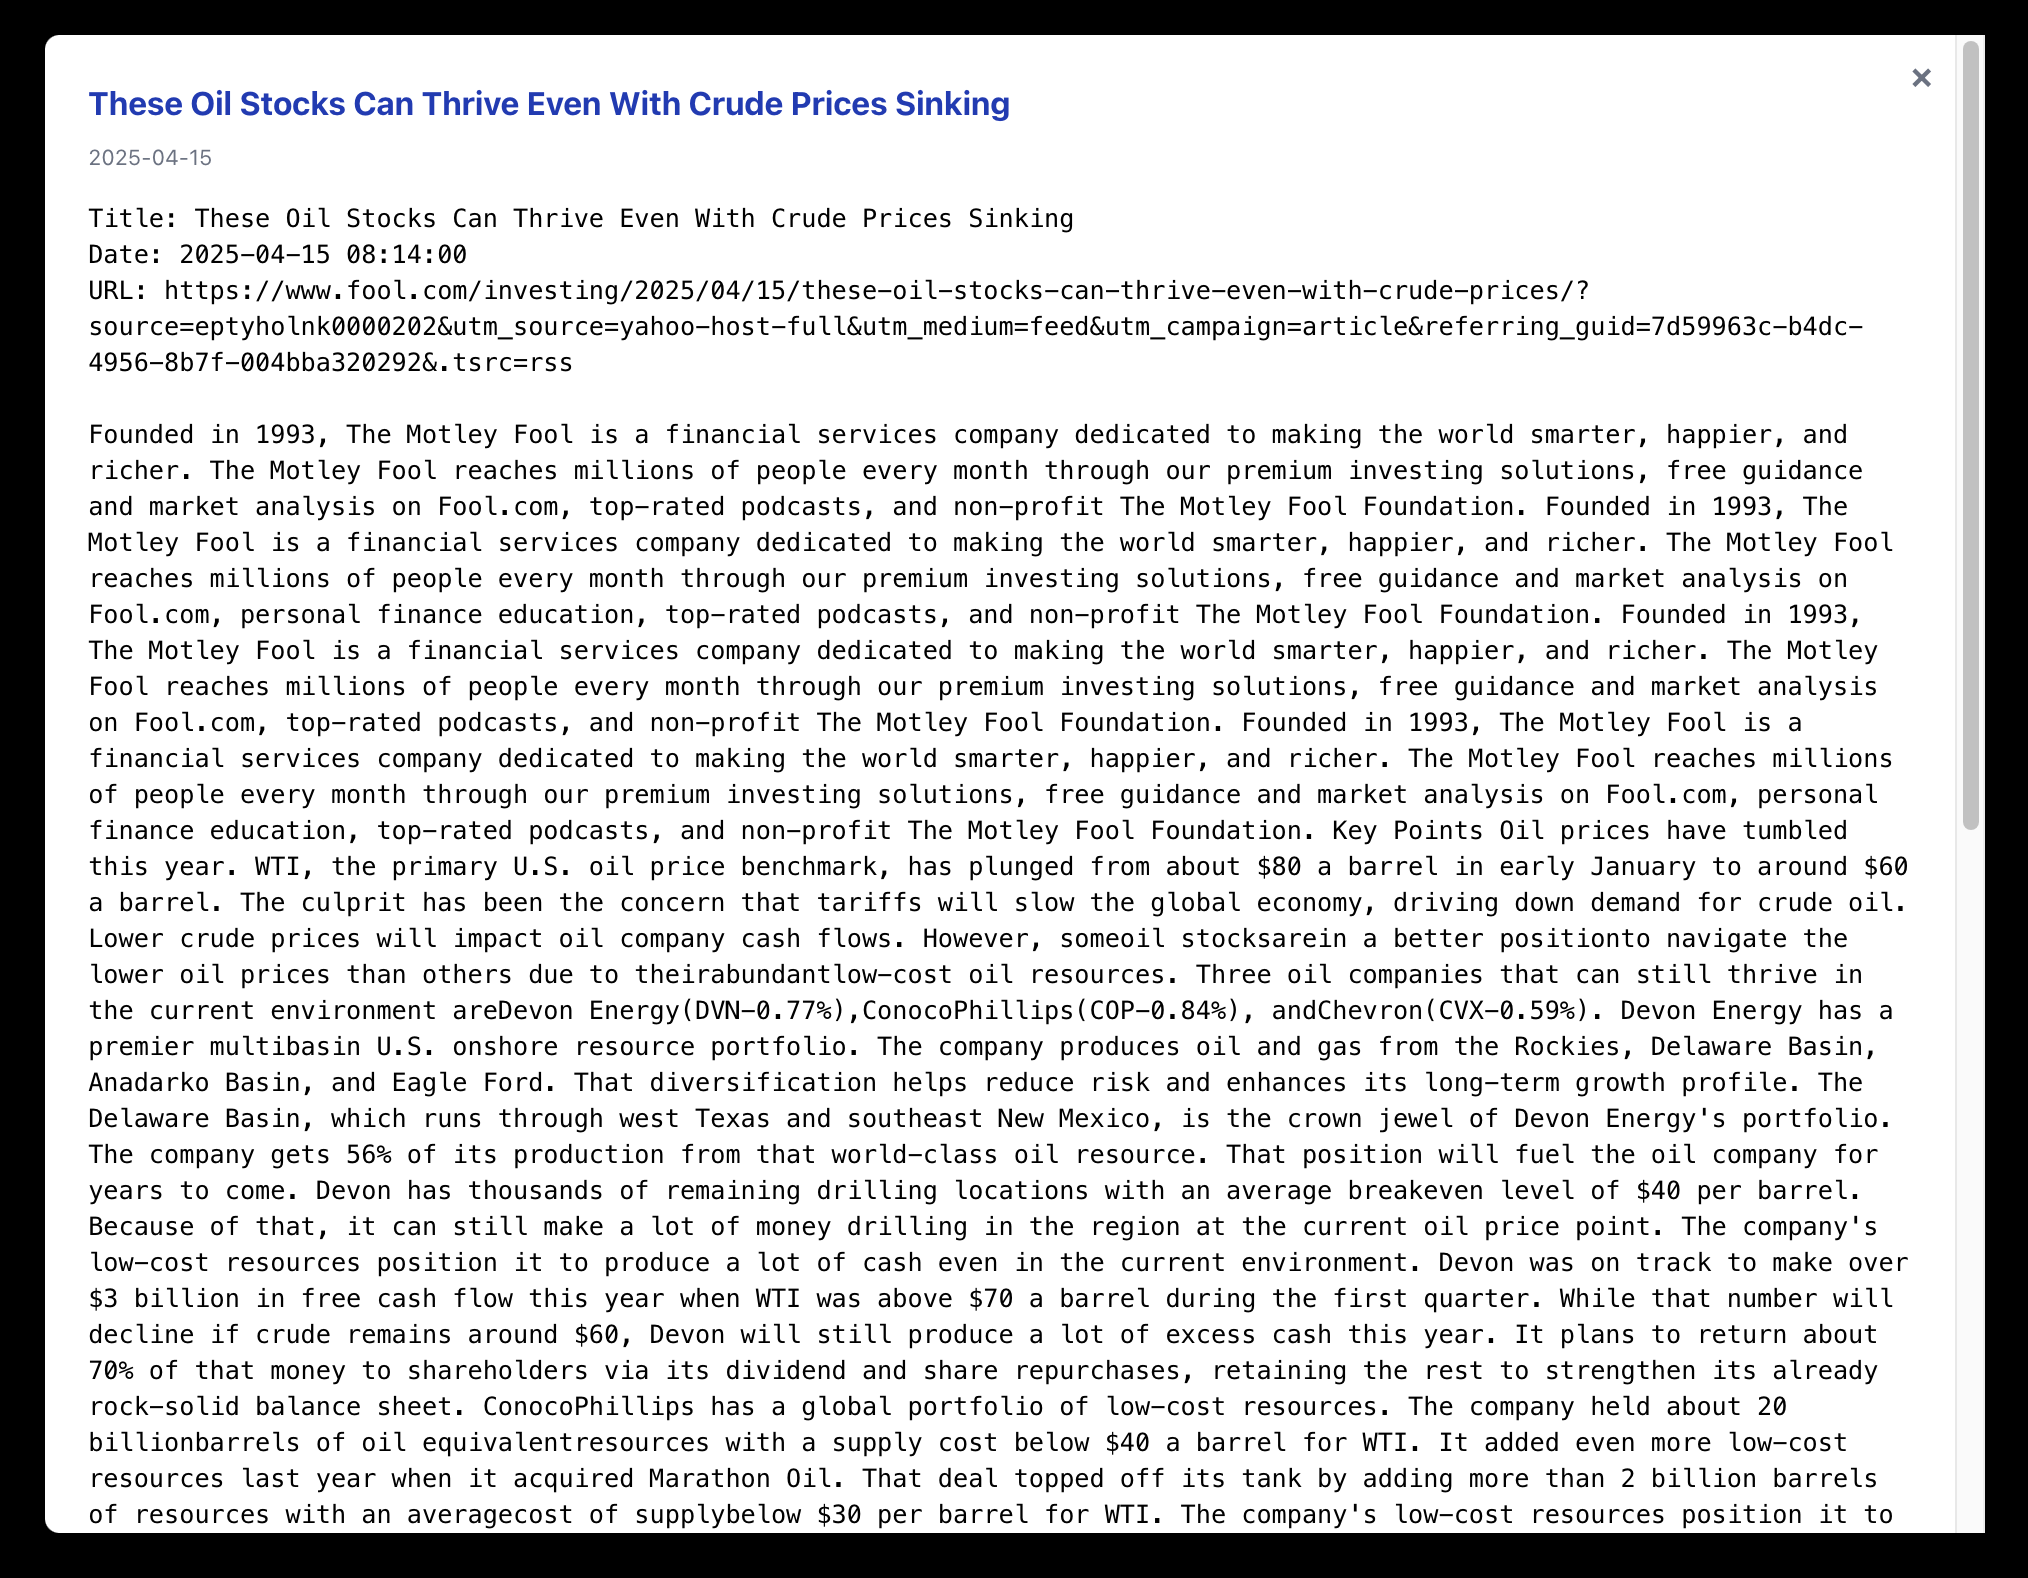 These Oil Stocks Can Thrive Even With Crude Prices Sinking
×
2025-04-15
Title: These Oil Stocks Can Thrive Even With Crude Prices Sinking
Date: 2025-04-15 08:14:00
URL: https://www.fool.com/investing/2025/04/15/these-oil-stocks-can-thrive-even-with-crude-prices/?
source=eptyholnk0000202&utm_source=yahoo-host-full&utm_medium=feed&utm_campaign=article&referring_guid=7d59963c-b4dc-
4956-8b7f-004bba320292&.tsrc=rss
Founded in 1993, The Motley Fool is a financial services company dedicated to making the world smarter, happier, and
richer. The Motley Fool reaches millions of people every month through our premium investing solutions, free guidance
and market analysis on Fool.com, top-rated podcasts, and non-profit The Motley Fool Foundation. Founded in 1993, The
Motley Fool is a financial services company dedicated to making the world smarter, happier, and richer. The Motley Fool
reaches millions of people every month through our premium investing solutions, free guidance and market analysis on
Fool.com, personal finance education, top-rated podcasts, and non-profit The Motley Fool Foundation. Founded in 1993,
The Motley Fool is a financial services company dedicated to making the world smarter, happier, and richer. The Motley
Fool reaches millions of people every month through our premium investing solutions, free guidance and market analysis
on Fool.com, top-rated podcasts, and non-profit The Motley Fool Foundation. Founded in 1993, The Motley Fool is a
financial services company dedicated to making the world smarter, happier, and richer. The Motley Fool reaches millions
of people every month through our premium investing solutions, free guidance and market analysis on Fool.com, personal
finance education, top-rated podcasts, and non-profit The Motley Fool Foundation. Key Points Oil prices have tumbled
this year. WTI, the primary U.S. oil price benchmark, has plunged from about $80 a barrel in early January to around $60
a barrel. The culprit has been the concern that tariffs will slow the global economy, driving down demand for crude oil.
Lower crude prices will impact oil company cash flows. However, someoil stocksarein a better positionto navigate the
lower oil prices than others due to theirabundantlow-cost oil resources. Three oil companies that can still thrive in
the current environment areDevon Energy(DVN-0.77%),ConocoPhillips(COP-0.84%), andChevron(CVX-0.59%). Devon Energy has a
premier multibasin U.S. onshore resource portfolio. The company produces oil and gas from the Rockies, Delaware Basin,
Anadarko Basin, and Eagle Ford. That diversification helps reduce risk and enhances its long-term growth profile. The
Delaware Basin, which runs through west Texas and southeast New Mexico, is the crown jewel of Devon Energy's portfolio.
The company gets 56% of its production from that world-class oil resource. That position will fuel the oil company for
years to come. Devon has thousands of remaining drilling locations with an average breakeven level of $40 per barrel.
Because of that, it can still make a lot of money drilling in the region at the current oil price point. The company's
low-cost resources position it to produce a lot of cash even in the current environment. Devon was on track to make over
$3 billion in free cash flow this year when WTI was above $70 a barrel during the first quarter. While that number will
decline if crude remains around $60, Devon will still produce a lot of excess cash this year. It plans to return about
70% of that money to shareholders via its dividend and share repurchases, retaining the rest to strengthen its already
rock-solid balance sheet. ConocoPhillips has a global portfolio of low-cost resources. The company held about 20
billionbarrels of oil equivalentresources with a supply cost below $40 a barrel for WTI. It added even more low-cost
resources last year when it acquired Marathon Oil. That deal topped off its tank by adding more than 2 billion barrels
of resources with an averagecost of supplybelow $30 per barrel for WTI. The company's low-cost resources position it to